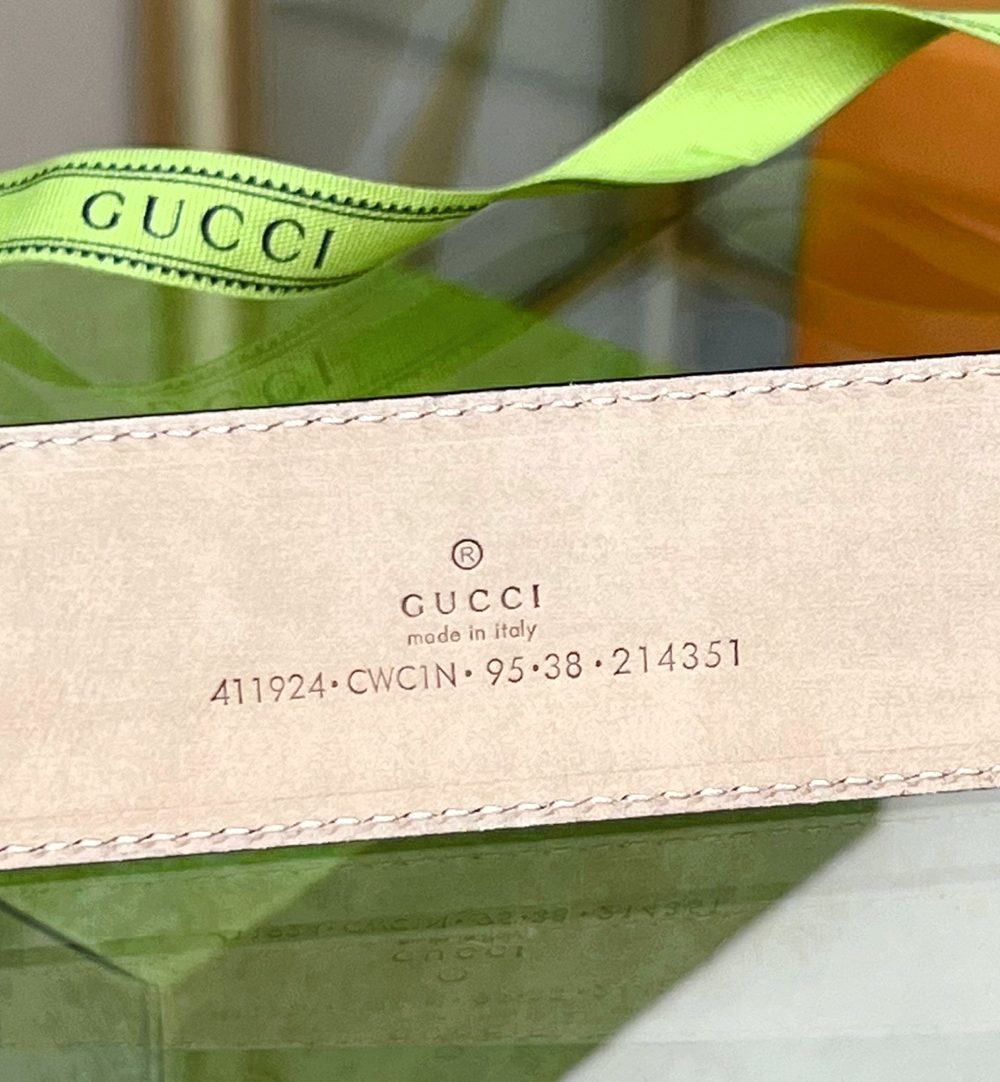 GUCCI
®
GUCCI
made in italy
411924·CWC1N·95·38·214351